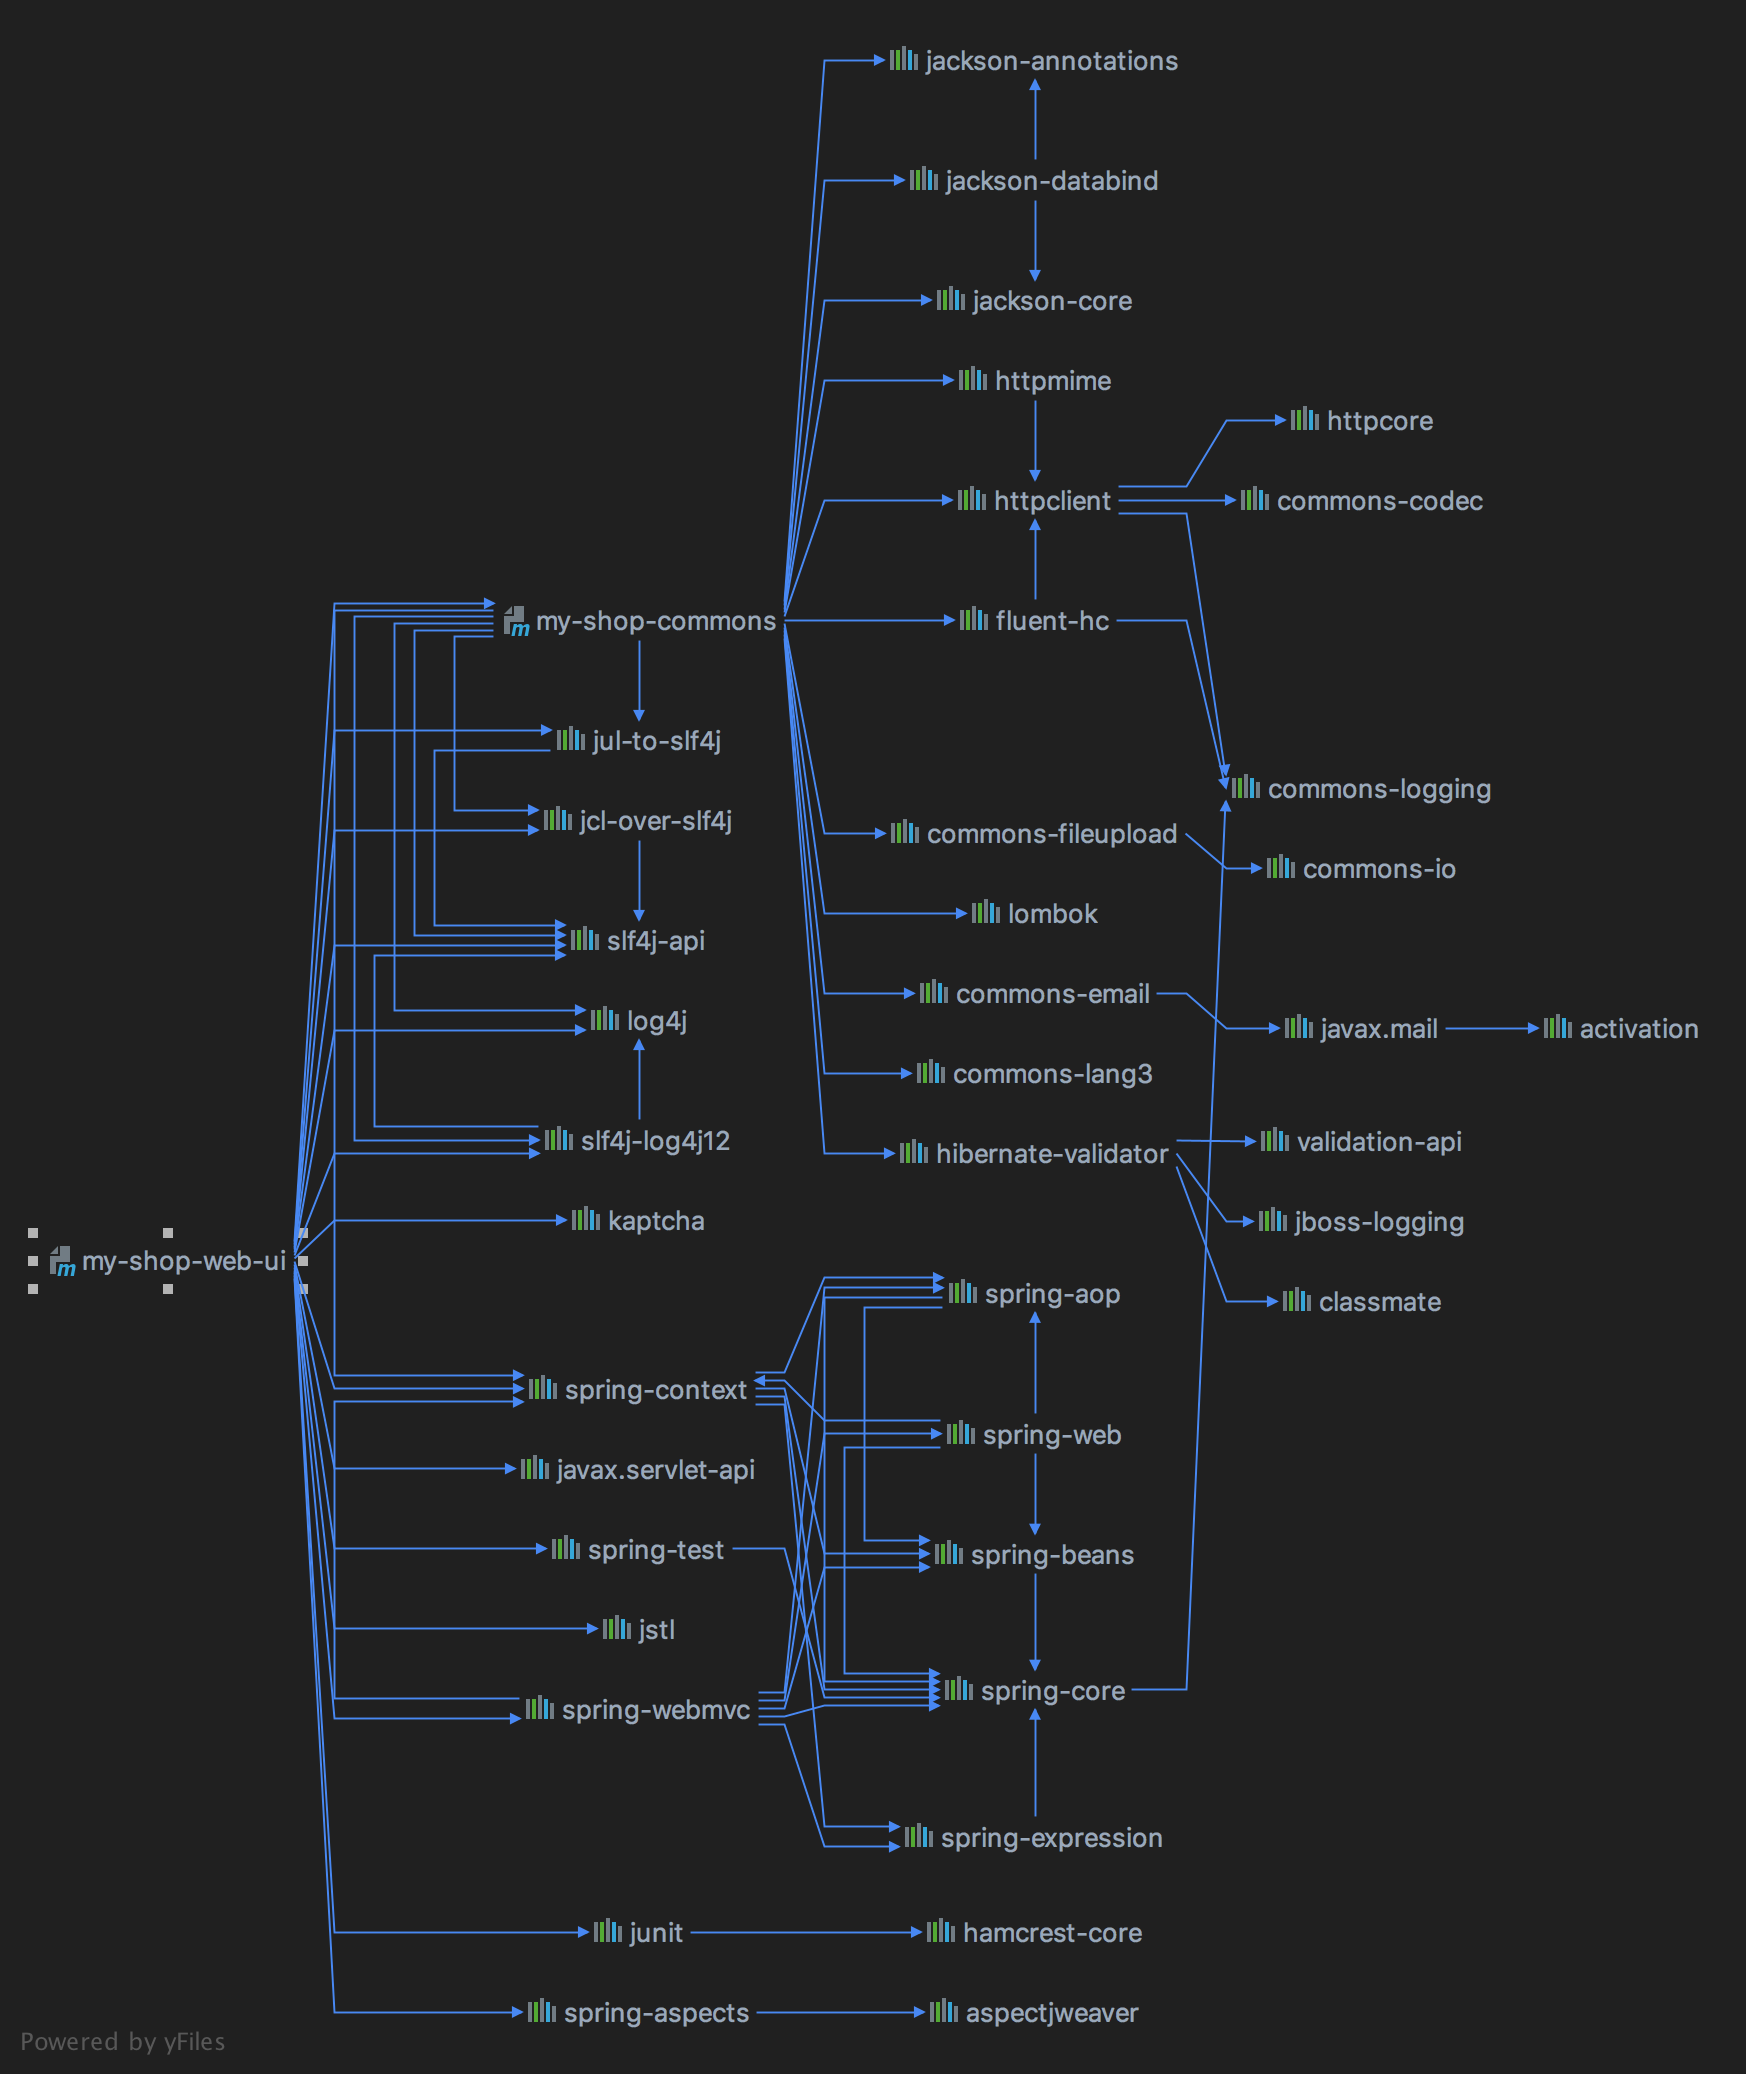 jackson-annotations
jackson-databind
jackson-core
httpmime
httpcore
httpclient
commons-codec
my-shop-commons
fluent-hc
jul-to-slf4j
commons-logging
jcl-over-slf4j
commons-fileupload
commons-io
lombok
slf4j-api
commons-email
log4j
javax.mail
activation
commons-lang3
slf4j-log4j12
hibernate-validator
validation-api
kaptcha
jboss-logging
my-shop-web-ui
spring-aop
classmate
spring-context
spring-web
javax.servlet-api
spring-test
spring-beans
jstl
spring-core
spring-webmvc
spring-expression
junit
hamcrest-core
spring-aspects
aspectjweaver
Powered by yFiles